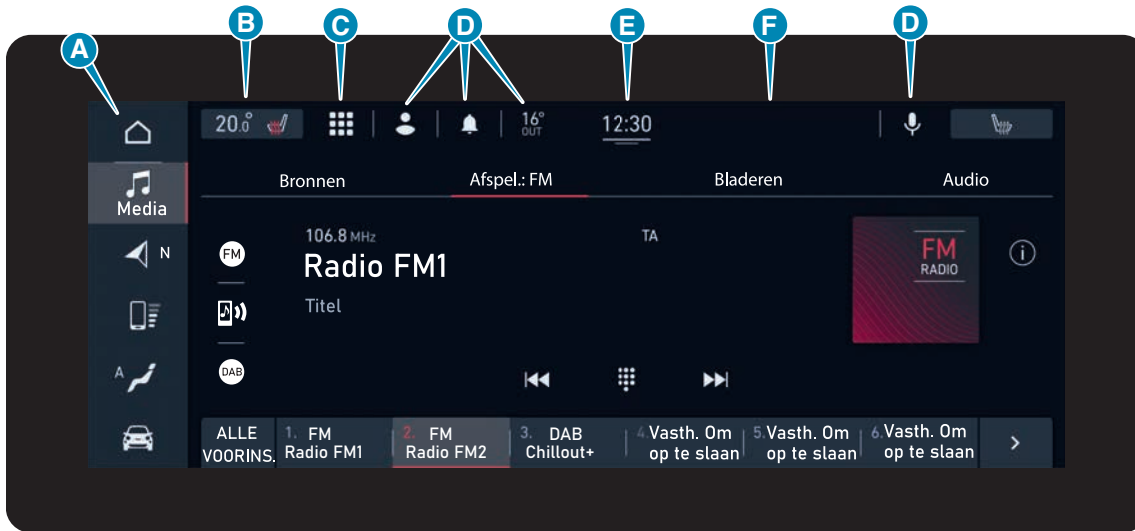 B C D E F D
A
20.0°
16°
OUT
12:30
Media
Bronnen Afspel.: FM Bladeren Audio
N
FM
106.8 MHz
TA
Radio FM1
Titel
FM
RADIO
i
A
DAB
ALLE
VOORINS.
1. FM
Radio FM1
2. FM
Radio FM2
3. DAB
Chillout+
4. Vasth. Om
op te slaan
5. Vasth. Om
op te slaan
6. Vasth. Om
op te slaan
>